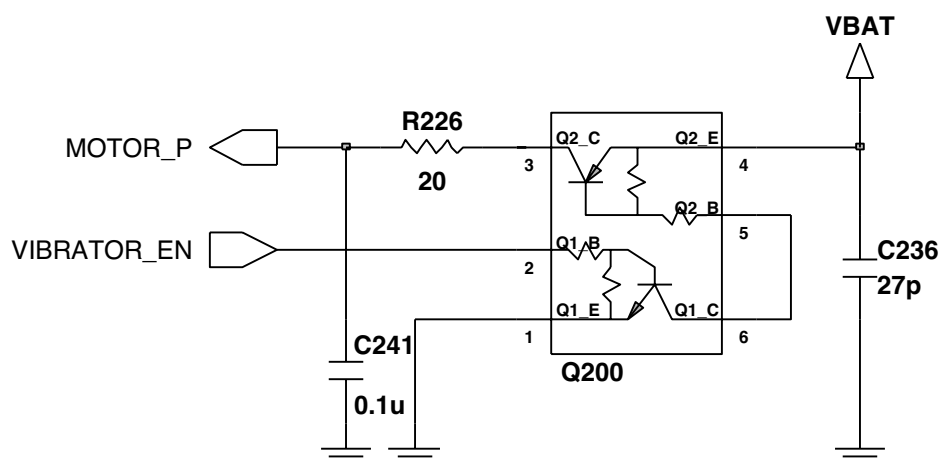 VBAT
R226
MOTOR_P
20
Q2_C
Q2_E
3
4
Q2_B
5
VIBRATOR_EN
Q1_B
2
C236
27p
Q1_E
Q1_C
1
6
C241
Q200
0.1u